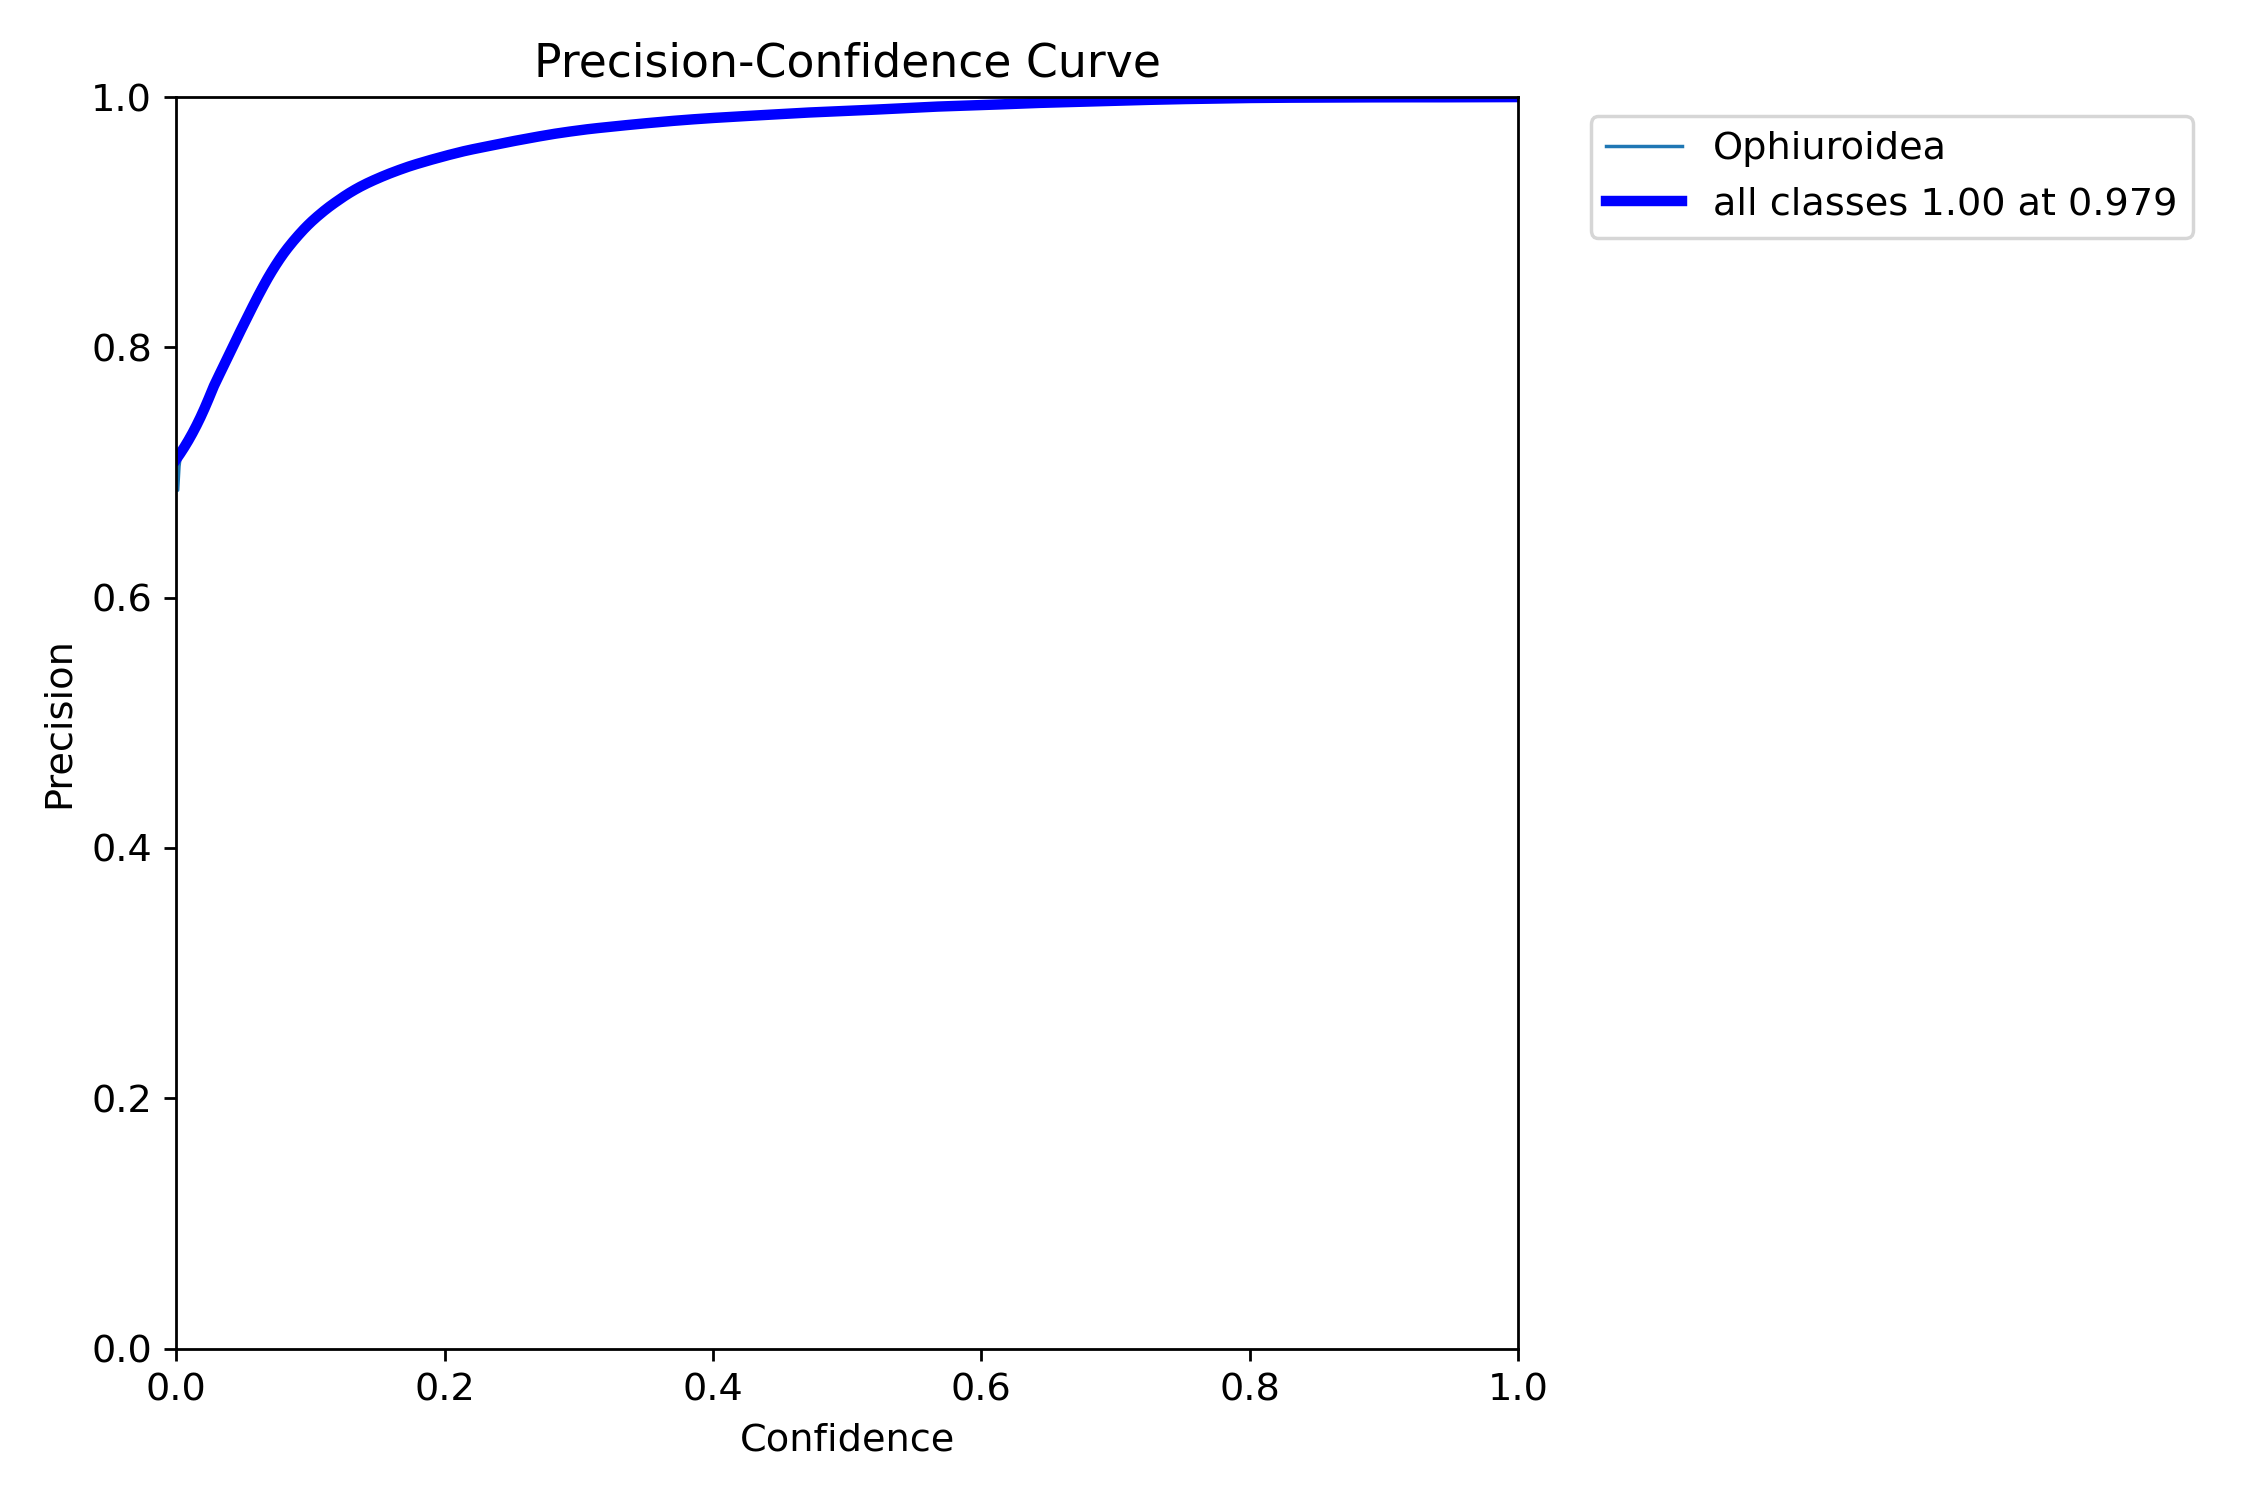 Precision-Confidence Curve
1.0
0.8
0.6
0.4
0.2
0.0
Precision
0.0 0.2 0.4 0.6 0.8 1.0
Confidence
Ophiuroidea
all classes 1.00 at 0.979